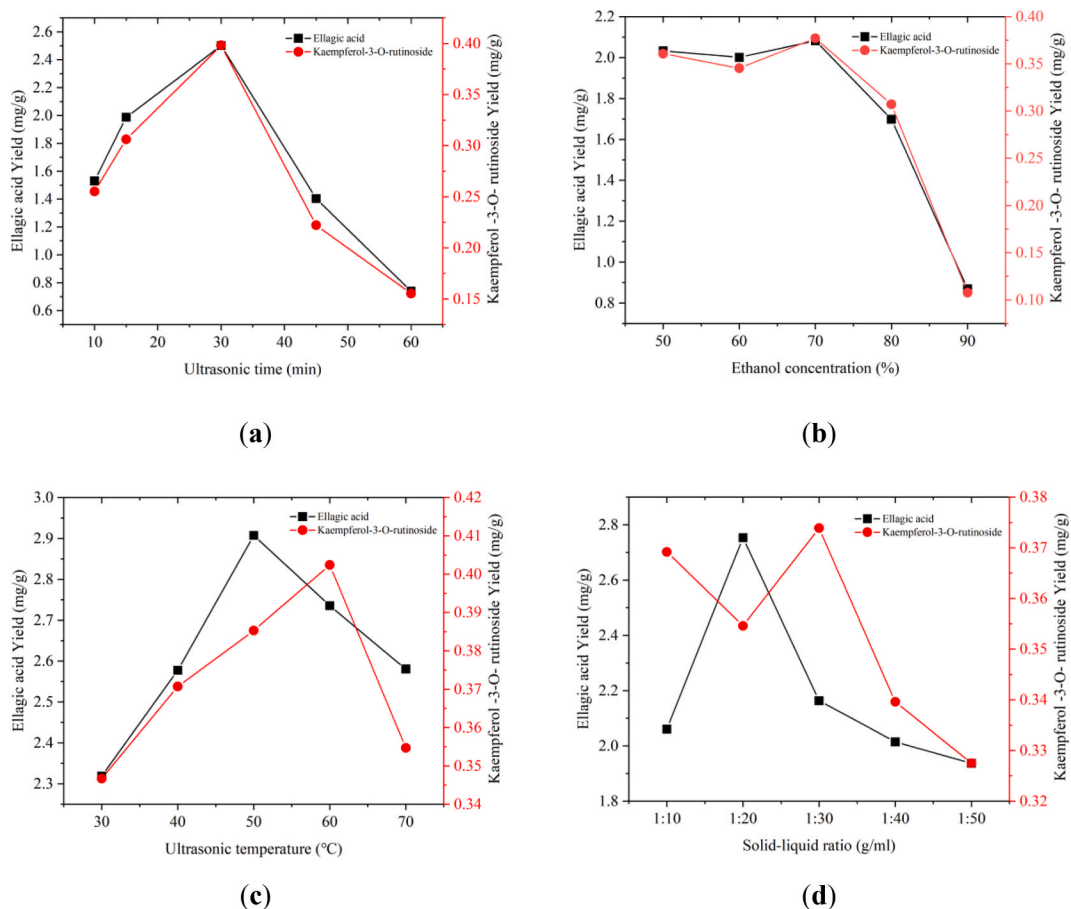 Ellagic acid
Kaempferol-3-O-rutinoside
2.6
2.4
2.2
2.0
1.8
1.6
1.4
1.2
1.0
0.8
0.6
Ellagic acid Yield (mg/g)
0.40
0.35
0.30
0.25
0.20
0.15
Kaempferol -3-O- rutinoside Yield (mg/g)
10 20 30 40 50 60
Ultrasonic time (min)
(a)
Ellagic acid
Kaempferol-3-O-rutinoside
2.2
2.0
1.8
1.6
1.4
1.2
1.0
0.8
Ellagic acid Yield (mg/g)
0.40
0.35
0.30
0.25
0.20
0.15
0.10
Kaempferol -3-O- rutinoside Yield (mg/g)
50 60 70 80 90
Ethanol concentration (%)
(b)
Ellagic acid
Kaempferol-3-O-rutinoside
3.0
2.9
2.8
2.7
2.6
2.5
2.4
2.3
Ellagic acid Yield (mg/g)
0.42
0.41
0.40
0.39
0.38
0.37
0.36
0.35
0.34
Kaempferol -3-O- rutinoside Yield (mg/g)
30 40 50 60 70
Ultrasonic temperature (℃)
(c)
Ellagic acid
Kaempferol-3-O-rutinoside
2.8
2.6
2.4
2.2
2.0
1.8
Ellagic acid Yield (mg/g)
0.38
0.37
0.36
0.35
0.34
0.33
0.32
Kaempferol -3-O- rutinoside Yield (mg/g)
1:10 1:20 1:30 1:40 1:50
Solid-liquid ratio (g/ml)
(d)